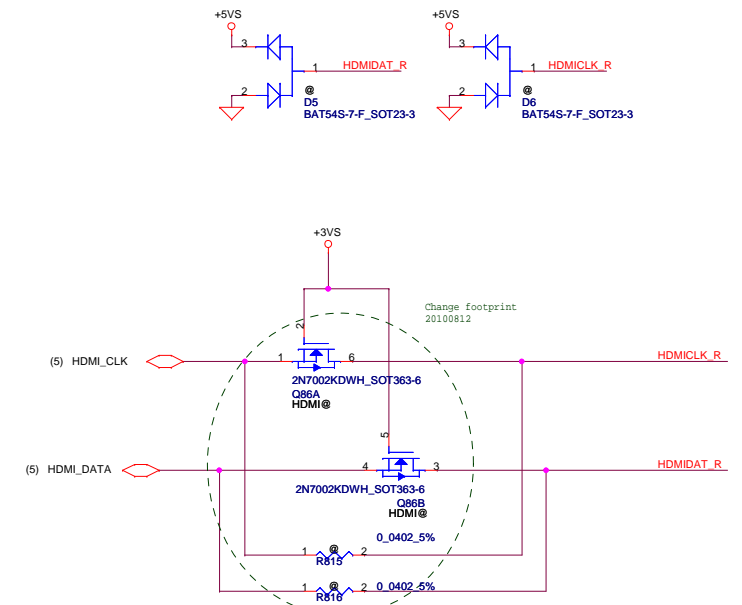 +5VS
+5VS
3
3
1
HDMIDAT_R
1
HDMICLK_R
2
2
@
D5
BAT54S-7-F_SOT23-3
@
D6
BAT54S-7-F_SOT23-3
+3VS
Change footprint
20100812
2
(5) HDMI_CLK
1
6
HDMICLK_R
2N7002KDWH_SOT363-6
Q86A
HDMI@
5
(5) HDMI_DATA
4
3
HDMIDAT_R
2N7002KDWH_SOT363-6
Q86B
HDMI@
0_0402_5%
1
@
2
R815
0_0402_5%
1
@
2
R816